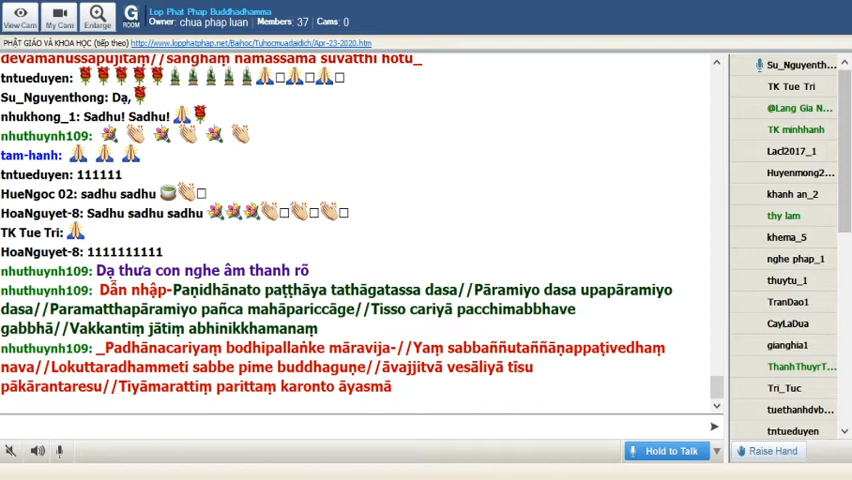 Lop Phat Phap Buddhadhamma
Owner: chua phap luan Members: 37 Cams: 0
View Cam
My Cam
Enlarge
G
ROOM
PHẬT GIÁO VÀ KHOA HỌC (tiếp theo) http://www.lopphatphap.net/Baihoc/Tuhocmuadaidich/Apr-23-2020.htm
devamanussapūjitaṃ//saṅghaṃ namassāma suvatthi hotu_
tntueduyen:
Su_Nguyenthong: Dạ,
nhukhong_1: Sadhu! Sadhu!
nhuthuynh109:
tam-hanh:
tntueduyen: 111111
HueNgoc 02: sadhu sadhu
HoaNguyet-8: Sadhu sadhu sadhu
TK Tue Tri:
HoaNguyet-8: 1111111111
nhuthuynh109: Dạ thưa con nghe âm thanh rõ
nhuthuynh109: Dẫn nhập-Paṇidhānato paṭṭhāya tathāgatassa dasa//Pāramiyo dasa upapāramiyo
dasa//Paramatthapāramiyo pañca mahāpariccāge//Tisso cariyā pacchimabbhave
gabbhā//Vakkantiṃ jātiṃ abhinikkhamanaṃ
nhuthuynh109: _Padhānacariyaṃ bodhipallaṅke māravija-//Yaṃ sabbaññutaññāṇappaṭivedhaṃ
nava//Lokuttaradhammeti sabbe pime buddhaguṇe//āvajjitvā vesāliyā tīsu
pākārantaresu//Tiyāmarattiṃ parittaṃ karonto āyasmā
Su_Nguyenth...
TK Tue Tri
@Lang Gia N...
TK minhhanh
Lacl2017_1
Huyenmong2...
khanh an_2
thy lam
khema_5
nghe phap_1
thuytu_1
TranDao1
CayLaDua
gianghia1
ThanhThuyrT...
Tri_Tuc
tuethanhdvb...
tntueduyen
Hold to Talk
Raise Hand